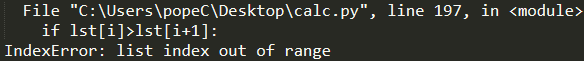 File "C:\Users\popeC\Desktop\calc.py", line 197, in <module>
if lst[i]>lst[i+1]:
IndexError: list index out of range